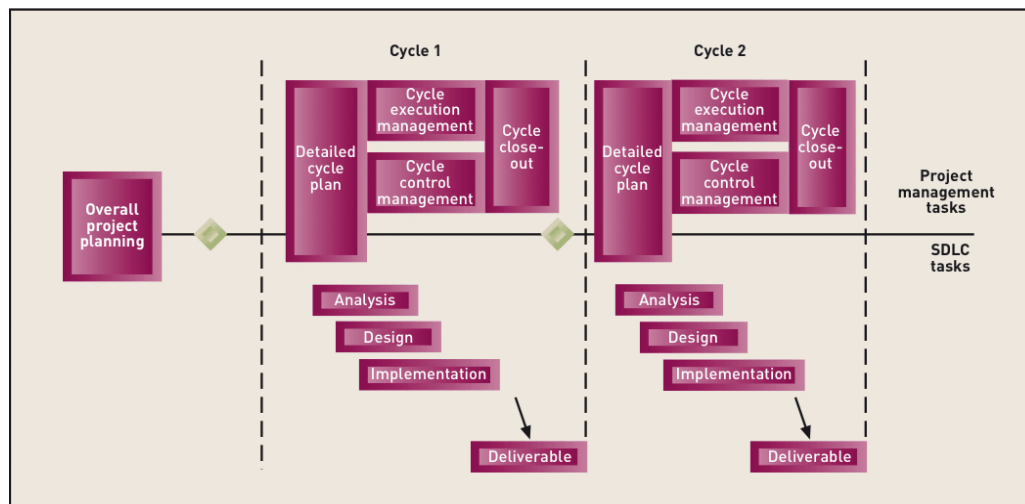 Cycle 1
Cycle 2
Overall
project
planning
Detailed
cycle
plan
Cycle
execution
management
Cycle
control
management
Cycle
close-
out
Detailed
cycle
plan
Cycle
execution
management
Cycle
control
management
Cycle
close-
out
Project
management
tasks
SDLC
tasks
Analysis
Design
Implementation
Deliverable
Analysis
Design
Implementation
Deliverable